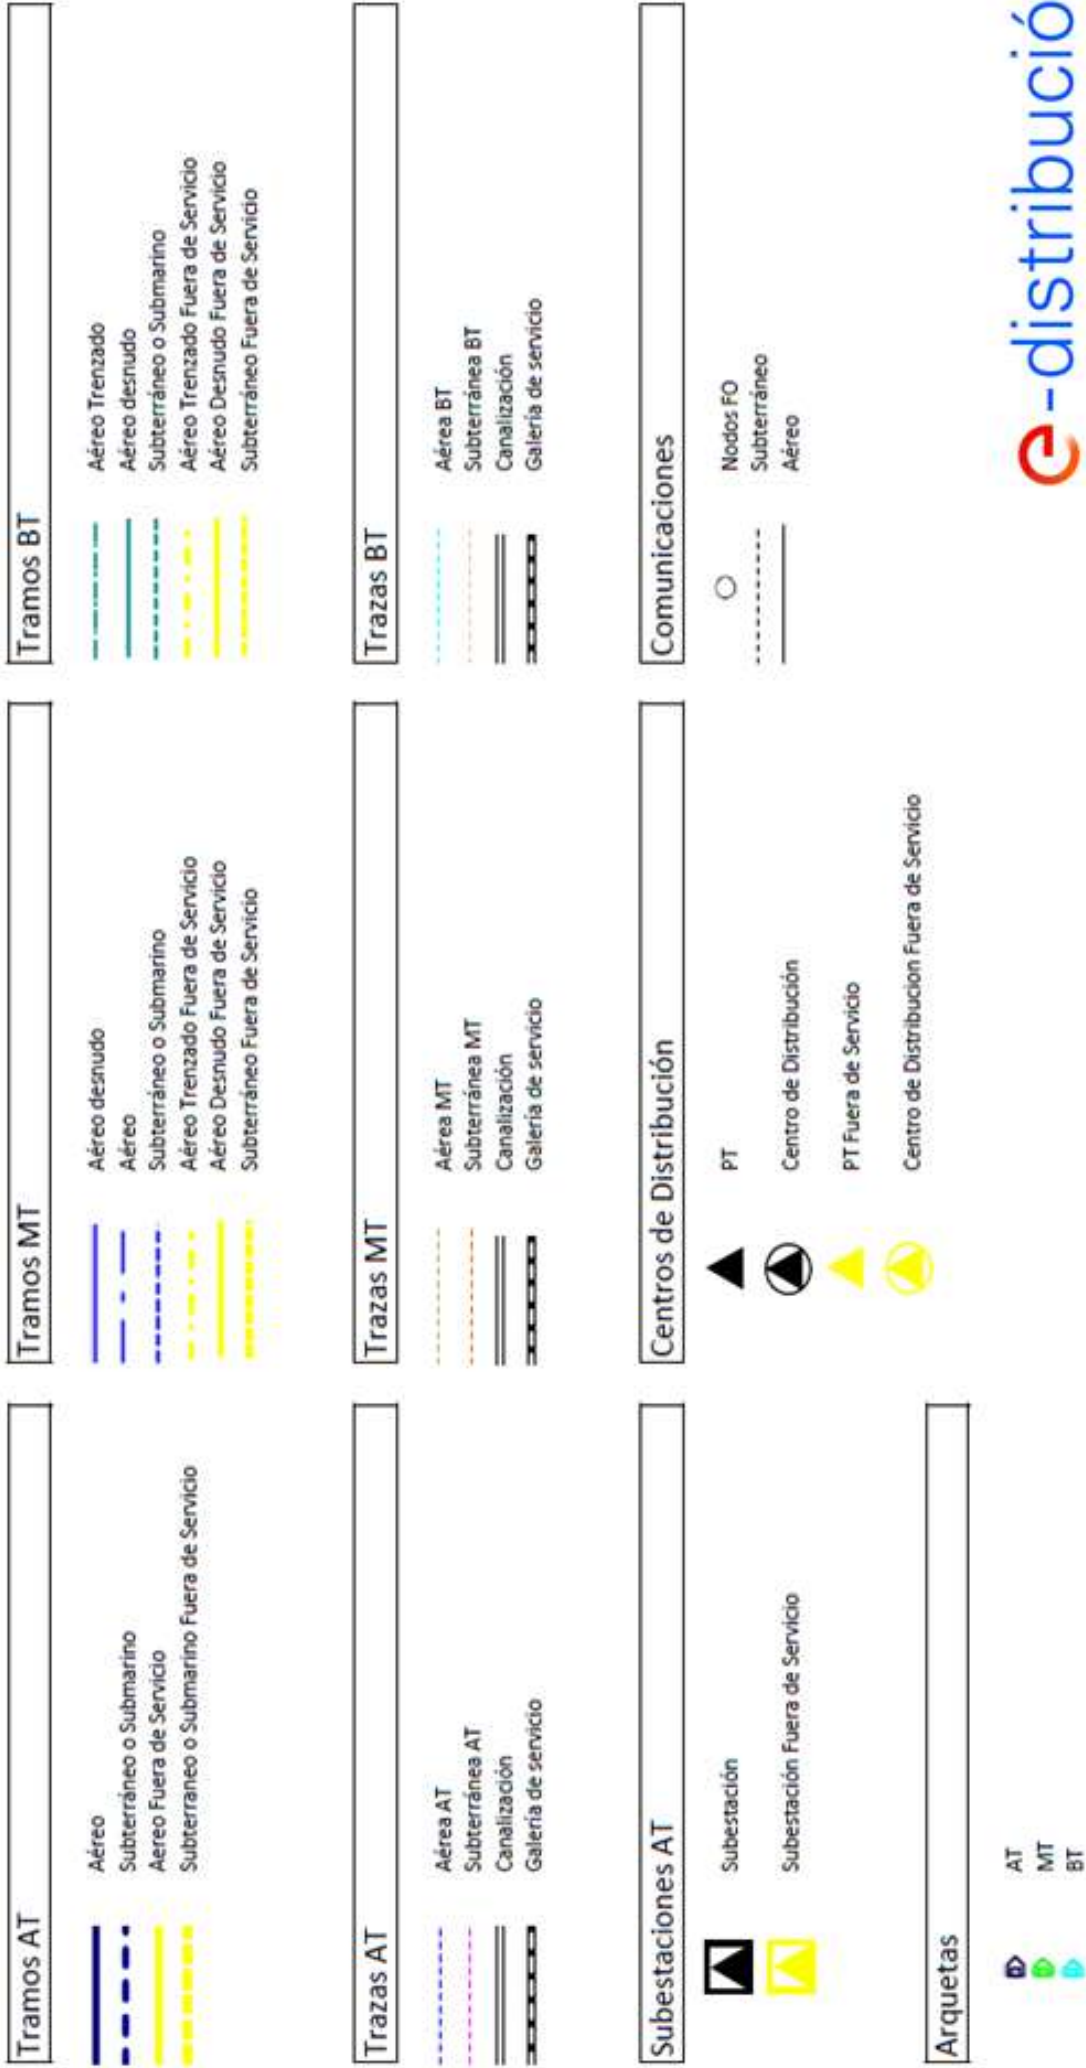 Tramos AT
Aéreo
Subterráneo o Submarino
Aereo Fuera de Servicio
Subterraneo o Submarino Fuera de Servicio
Tramos MT
Aéreo desnudo
Aéreo
Subterráneo o Submarino
Aéreo Trenzado Fuera de Servicio
Aéreo Desnudo Fuera de Servicio
Subterráneo Fuera de Servicio
Tramos BT
Aéreo Trenzado
Aéreo desnudo
Subterráneo o Submarino
Aéreo Trenzado Fuera de Servicio
Aéreo Desnudo Fuera de Servicio
Subterráneo Fuera de Servicio
Trazas AT
Aérea AT
Subterránea AT
Canalización
Galería de servicio
Trazas MT
Aérea MT
Subterránea MT
Canalización
Galería de servicio
Trazas BT
Aérea BT
Subterránea BT
Canalización
Galería de servicio
Subestaciones AT
Subestación
Subestación Fuera de Servicio
Centros de Distribución
PT
Centro de Distribución
PT Fuera de Servicio
Centro de Distribucion Fuera de Servicio
Comunicaciones
Nodos FO
Subterráneo
Aéreo
Arquetas
AT
MT
BT
e-distribució